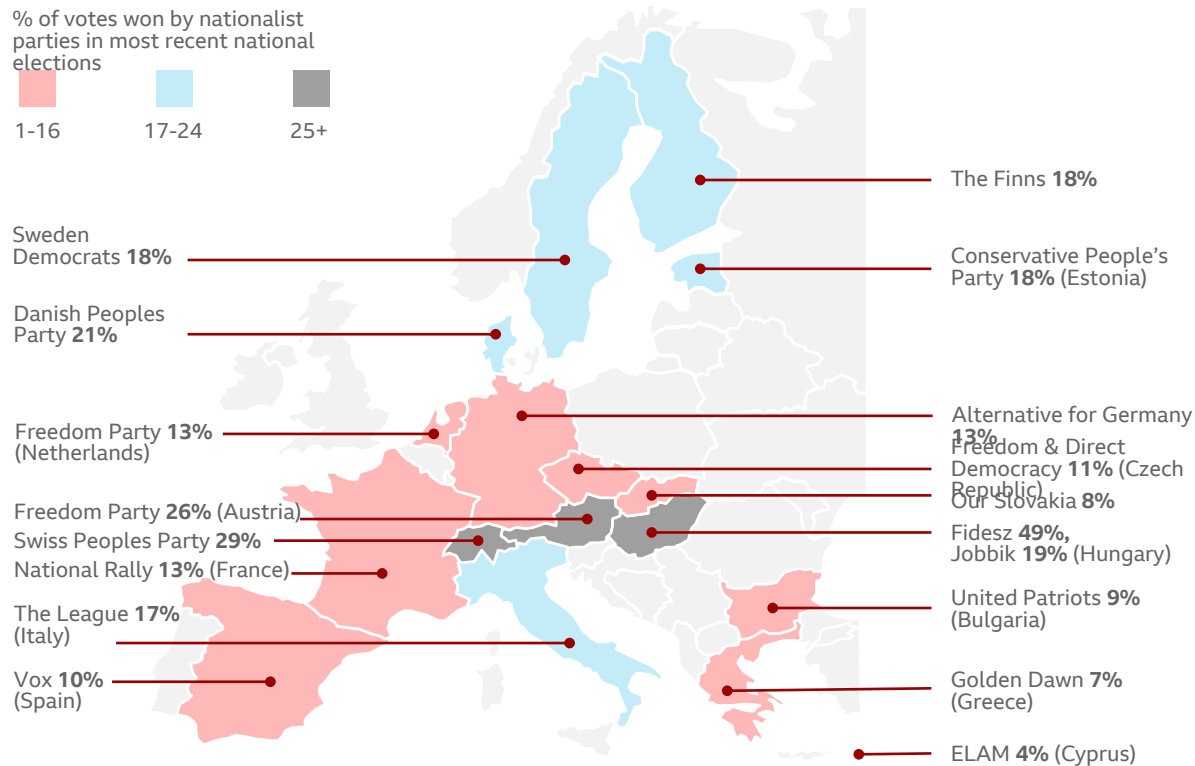 % of votes won by nationalist
parties in most recent national
elections
1-16
17-24
25+
Sweden
Democrats 18%
Danish Peoples
Party 21%
Freedom Party 13%
(Netherlands)
Freedom Party 26% (Austria)
Swiss Peoples Party 29%
National Rally 13% (France)
The League 17%
(Italy)
Vox 10%
(Spain)
The Finns 18%
Conservative People’s
Party 18% (Estonia)
Alternative for Germany
13%
Freedom & Direct
Democracy 11% (Czech
Republic)
Our Slovakia 8%
Fidesz 49%,
Jobbik 19% (Hungary)
United Patriots 9%
(Bulgaria)
Golden Dawn 7%
(Greece)
ELAM 4% (Cyprus)